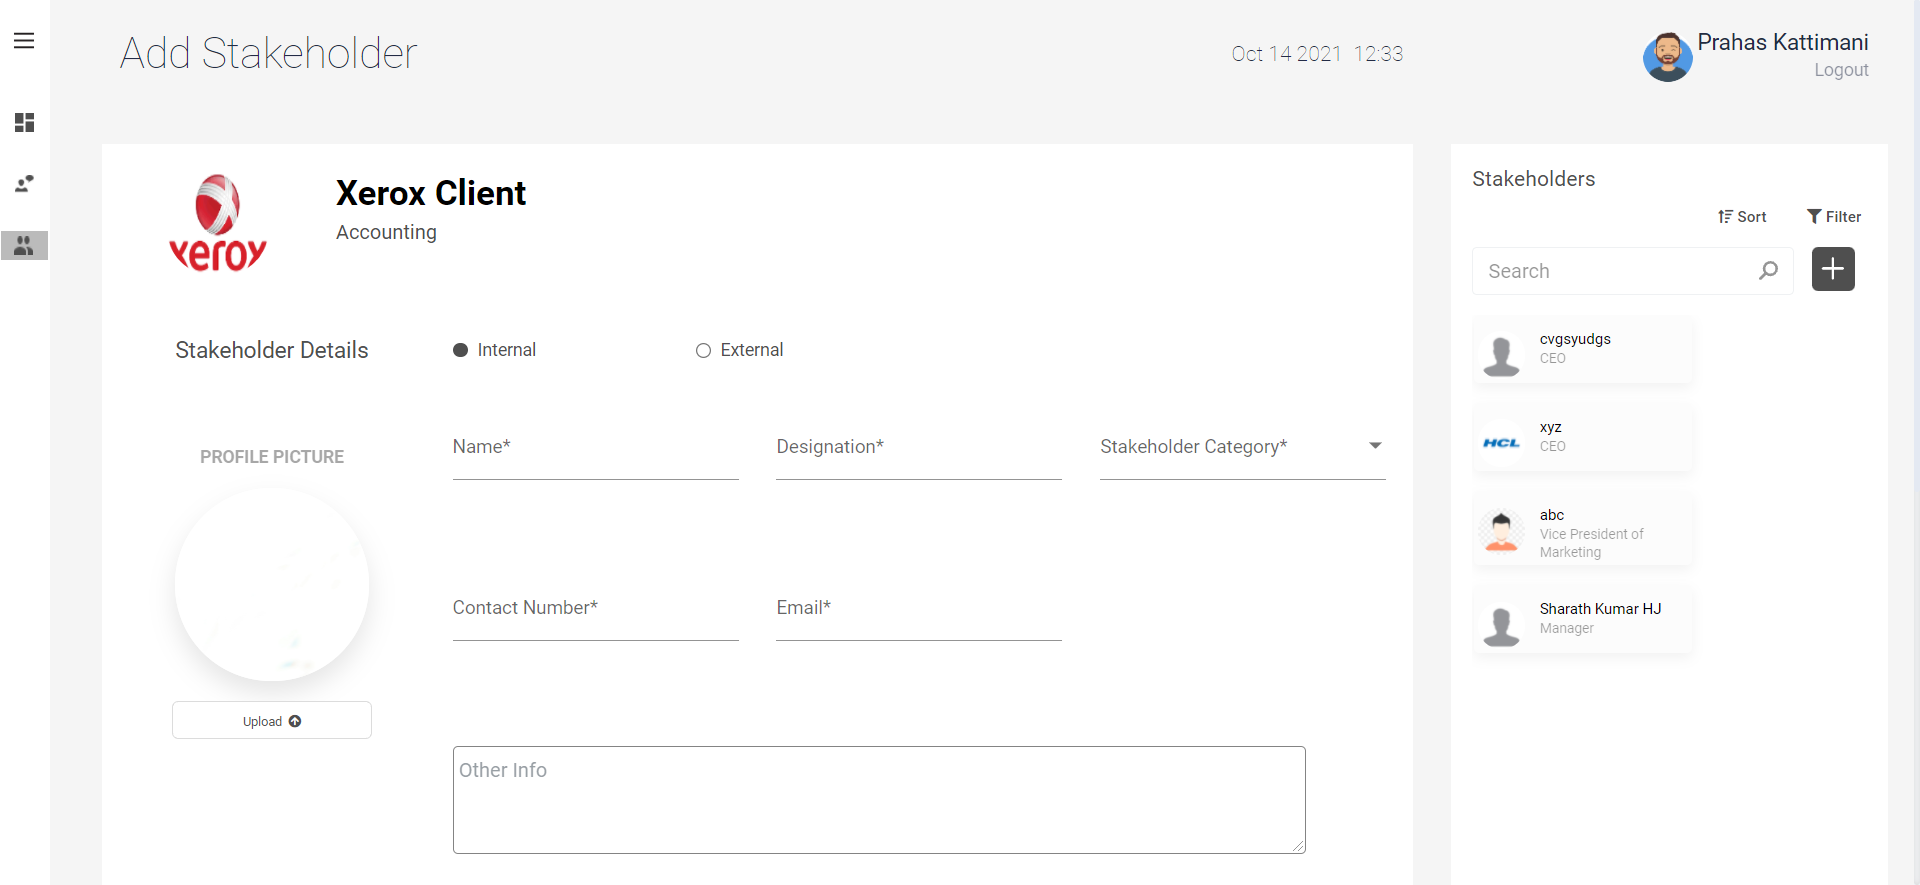 Add Stakeholder
Oct 14 2021 12:33
Prahas Kattimani
Logout
xeroy
Xerox Client
Accounting
Stakeholder Details
Internal
External
PROFILE PICTURE
Name*
Designation*
Stakeholder Category*
Contact Number*
Email*
Upload
Other Info
Stakeholders
Sort
Filter
Search
cvgsyudgs
CEO
HCL
xyz
CEO
abc
Vice President of
Marketing
Sharath Kumar HJ
Manager